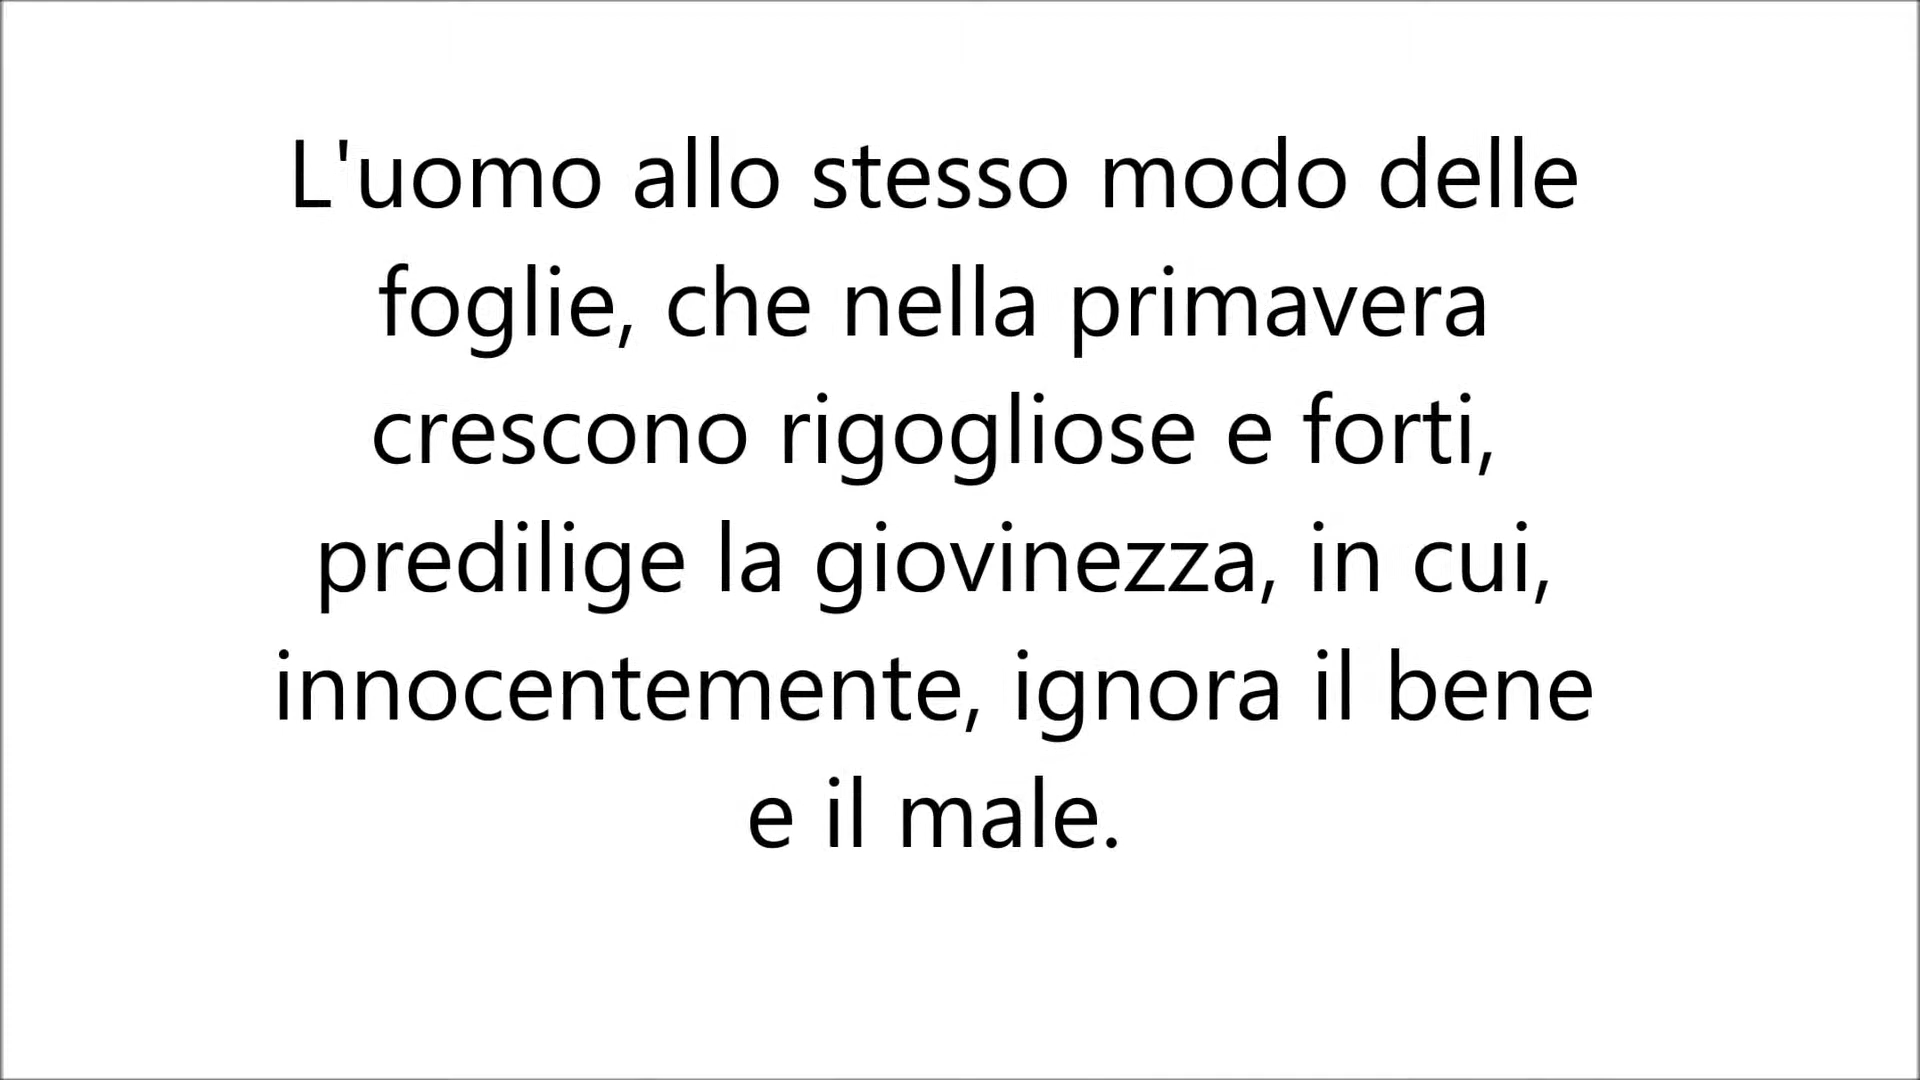 L'uomo allo stesso modo delle
foglie, che nella primavera
crescono rigogliose e forti,
predilige la giovinezza, in cui,
innocentemente, ignora il bene
e il male.